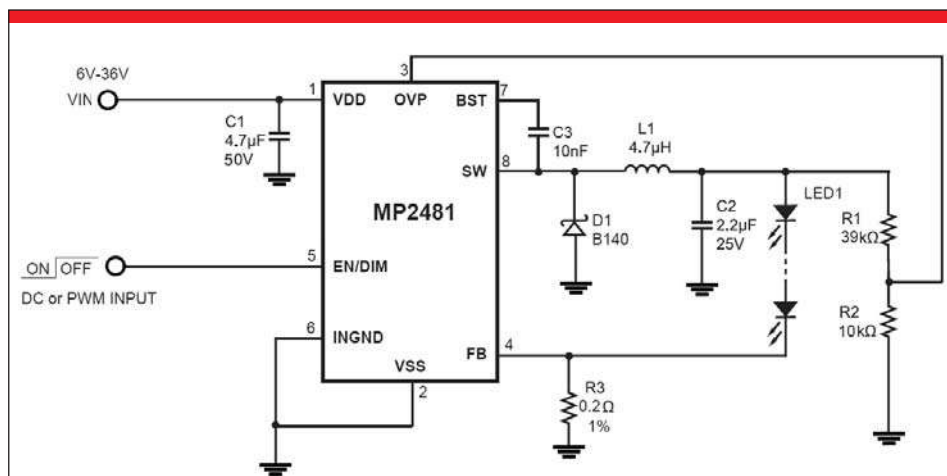 6V-36V
VIN
1
VDD
3
OVP
BST
7
C1
4.7µF
50V
C3
10nF
L1
4.7µH
SW
8
MP2481
D1
B140
C2
2.2µF
25V
LED1
R1
39kΩ
ON OFF
DC or PWM INPUT
5
EN/DIM
R2
10kΩ
6
INGND
VSS
2
FB
4
R3
0.2Ω
1%